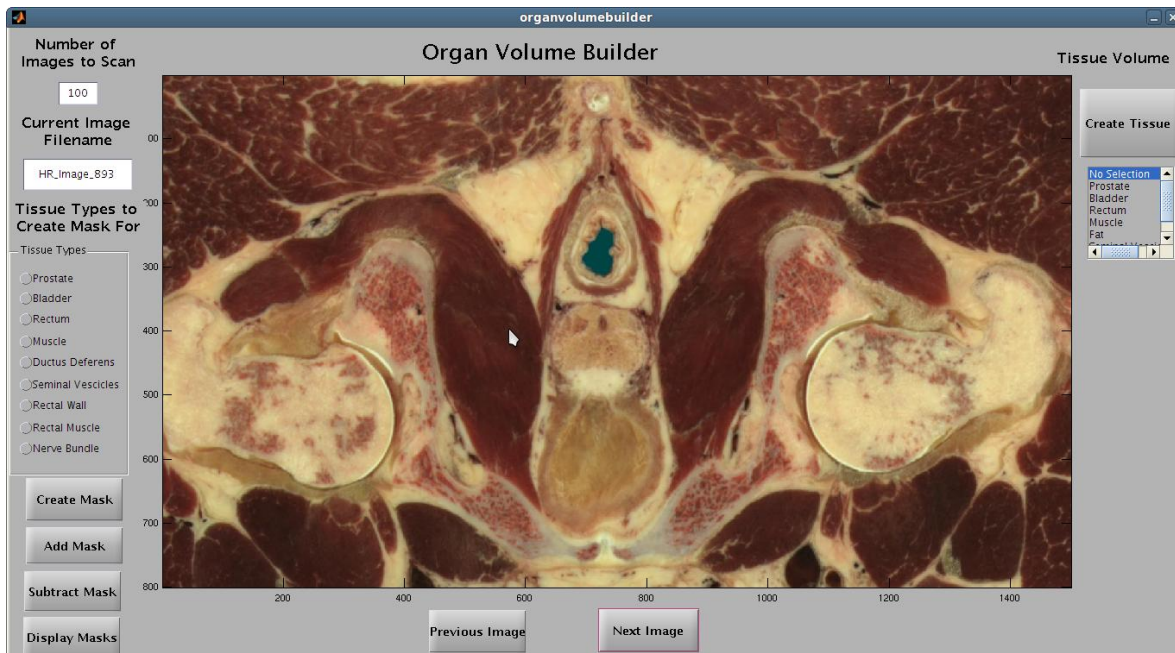 organvolumebuilder
Number of
Images to Scan
100
Current Image
Filename
HR_Image_893
Tissue Types to
Create Mask For
Tissue Types
Prostate
Bladder
Rectum
Muscle
Ductus Deferens
Seminal Vescicles
Rectal Wall
Rectal Muscle
Nerve Bundle
Create Mask
Add Mask
Subtract Mask
Display Masks
Organ Volume Builder
00
200
300
400
500
600
700
800
200
400
600
800
1000
1200
1400
Previous Image
Next Image
Tissue Volume
Create Tissue
No Selection
Prostate
Bladder
Rectum
Muscle
Fat